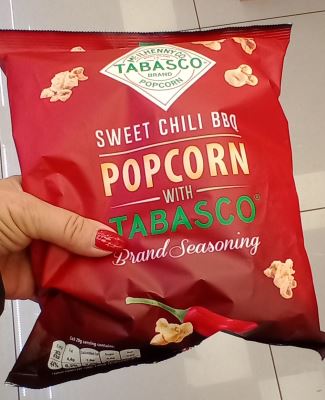 McILHENNY CO.
TABASCO®
BRAND
POPCORN
SWEET CHILI BBQ
POPCORN
WITH
TABASCO®
Brand Seasoning